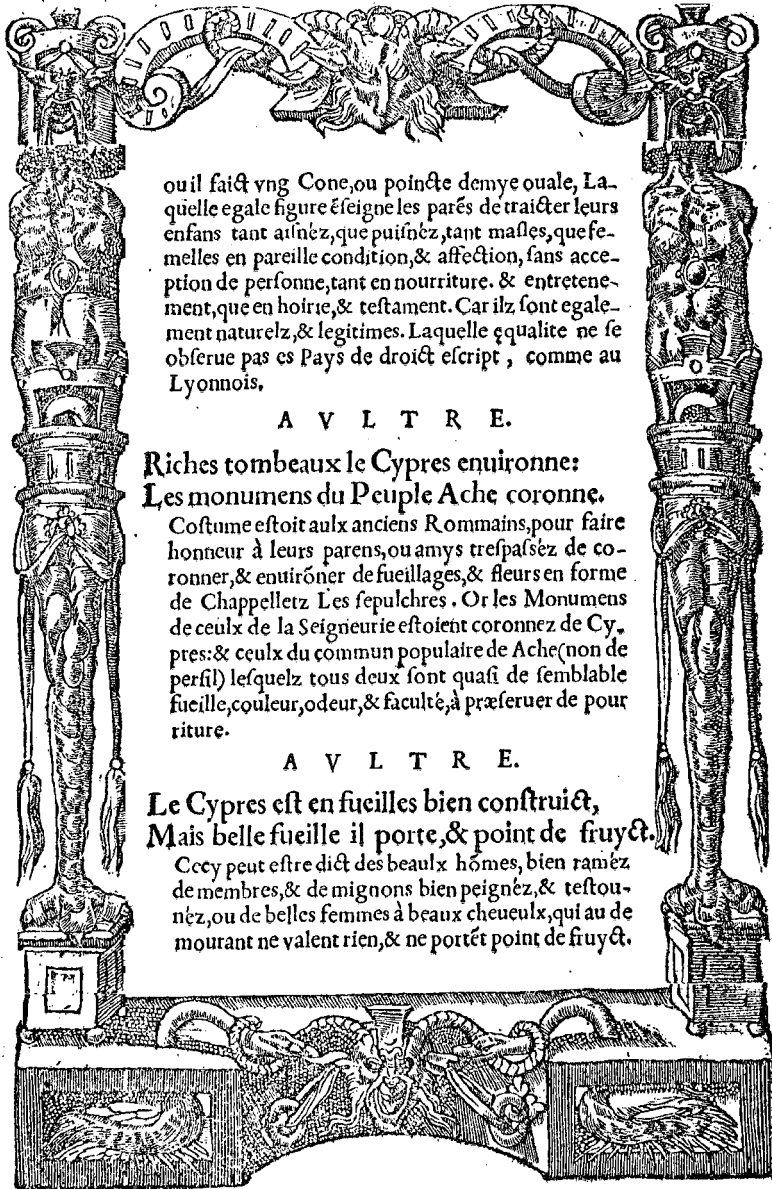 ou il faict vng Cone, ou poincte demye ouale, La-
quelle egale figure ẽſeigne les parẽs de traicter leurs
enfans tant aiſnez, que puiſnez, tant maſles, que fe-
melles en pareille condition, & affection, ſans acce-
ption de perſonne, tant en nourriture. & entretene-
ment, que en hoirie, & teſtament. Car ilz ſont egale-
ment naturelz, & legitimes. Laquelle ęqualite ne ſe
obſerue pas es Pays de droict eſcript, comme au
Lyonnois.
AVLTRE.
Riches tombeaux le Cypres enuironne:
Les monumens du Peuple Ache coronne.
Coſtume eſtoit aulx anciens Rommains, pour faire
honneur à leurs parens, ou amys treſpaſſez de co-
ronner, & enuirõner de fueillages, & fleurs en forme
de Chappelletz Les ſepulchres. Or les Monumens
de ceulx de la Seigneurie eſtoient coronnez de Cy-
pres: & ceulx du commun populaire de Ache (non de
perſil) leſquelz tous deux ſont quaſi de ſemblable
fueille, couleur, odeur, & faculté, à præſeruer de pour
riture.
AVLTRE.
Le Cypres eſt en fueilles bien conſtruict,
Mais belle fueille il porte, & point de fruyct.
Cecy peut eſtre dict des beaulx hõmes, bien ramez
de membres, & de mignons bien peignez, & teſtou-
nez, ou de belles femmes à beaux cheueulx, qui au de
mourant ne valent rien, & ne portẽt point de fruyct.